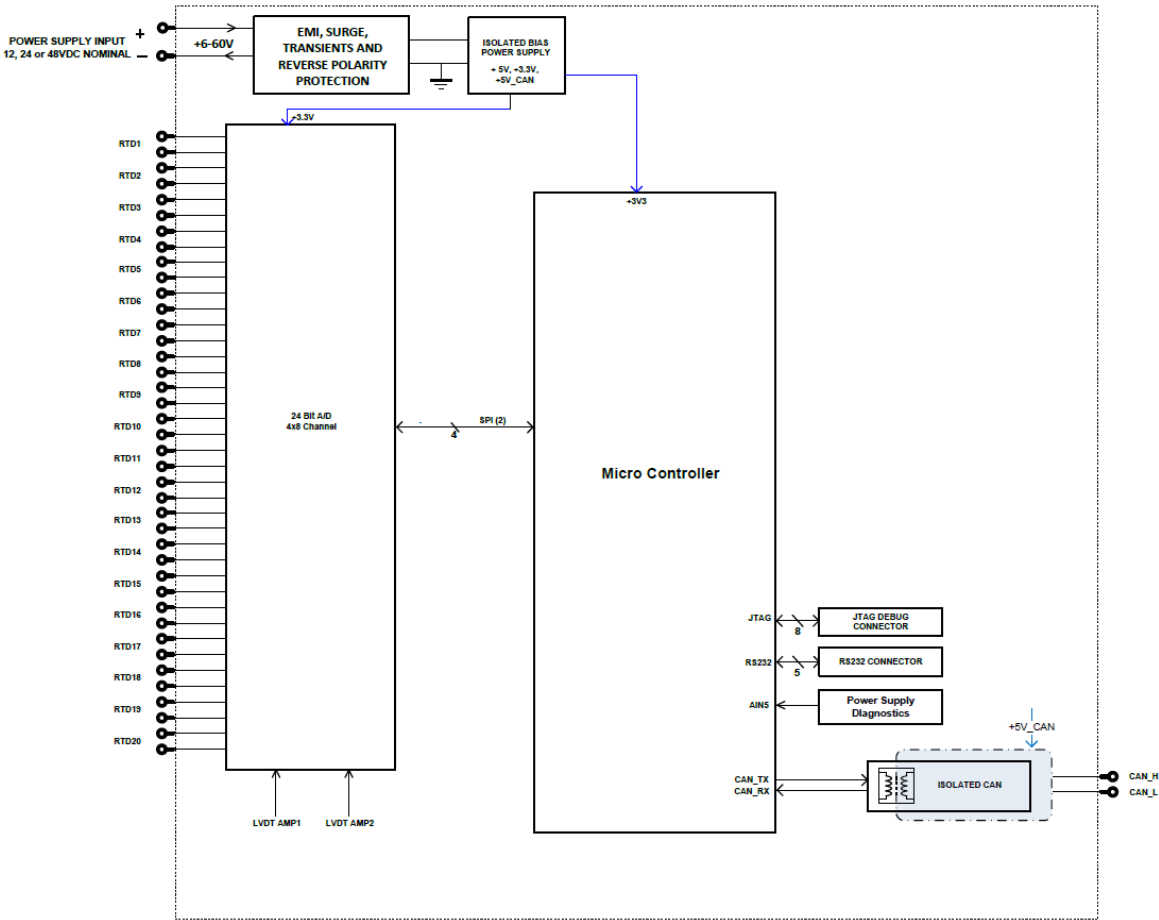 POWER SUPPLY INPUT
12, 24 or 48VDC NOMINAL
+
−
+6-60V
EMI, SURGE,
TRANSIENTS AND
REVERSE POLARITY
PROTECTION
ISOLATED BIAS
POWER SUPPLY
+ 5V, +3.3V,
+5V_CAN
+3.3V
+3V3
RTD1
RTD2
RTD3
RTD4
RTD5
RTD6
RTD7
RTD8
RTD9
RTD10
RTD11
RTD12
RTD13
RTD14
RTD15
RTD16
RTD17
RTD18
RTD19
RTD20
24 Bit A/D
4x8 Channel
SPI (2)
4
Micro Controller
JTAG
8
JTAG DEBUG
CONNECTOR
RS232
5
RS232 CONNECTOR
AIN5
Power Supply
Diagnostics
+5V_CAN
CAN_TX
CAN_RX
ISOLATED CAN
CAN_H
CAN_L
LVDT AMP1
LVDT AMP2